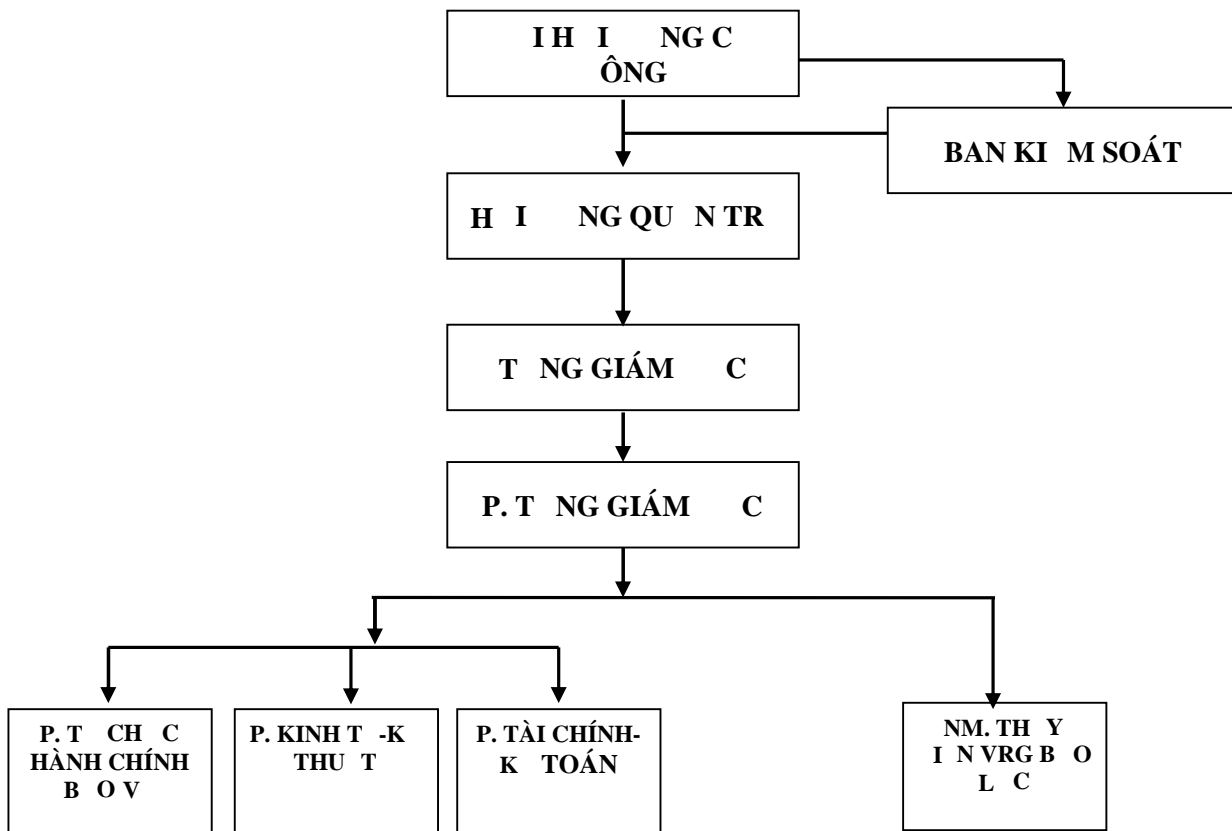 I H I NG C
ÔNG
BAN KI M SOÁT
H I NG QU N TR
T NG GIÁM C
P. T NG GIÁM C
P. T CH C
HÀNH CHÍNH
B O V
P. KINH T -K
THU T
P. TÀI CHÍNH-
K TOÁN
NM. TH Y
I N VRG B O
L C